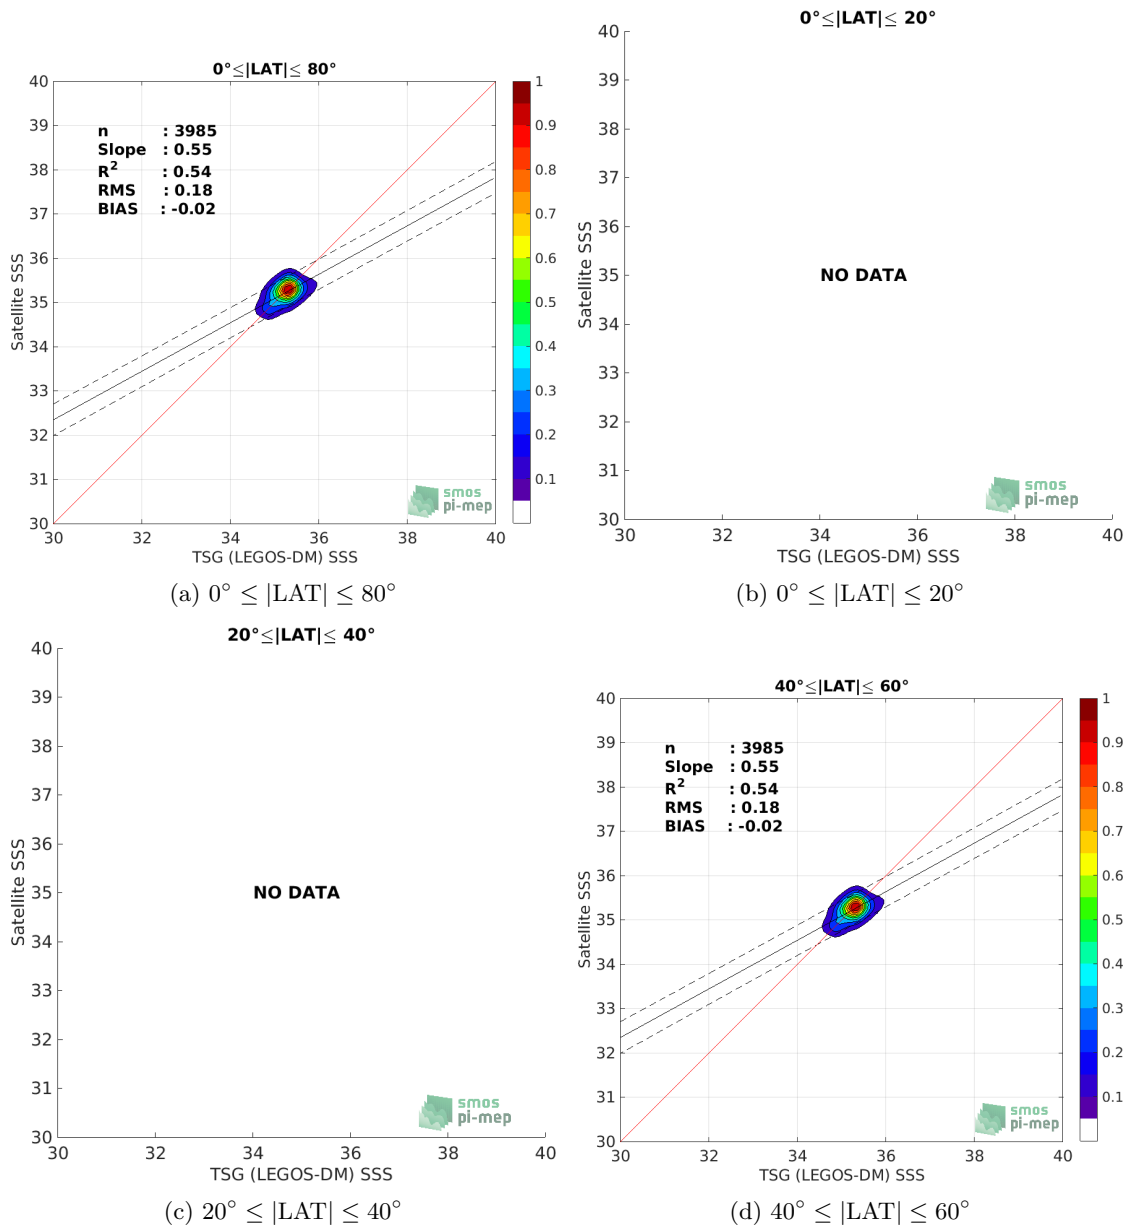 0°≤|LAT|≤ 80°
n : 3985
Slope : 0.55
R² : 0.54
RMS : 0.18
BIAS : -0.02
40
39
38
37
36
35
34
33
32
31
30
Satellite SSS
30 32 34 36 38 40
TSG (LEGOS-DM) SSS
1
0.9
0.8
0.7
0.6
0.5
0.4
0.3
0.2
0.1
smos
pi-mep
(a) 0° ≤ |LAT| ≤ 80°
0°≤|LAT|≤ 20°
40
39
38
37
36
35
34
33
32
31
30
Satellite SSS
NO DATA
smos
pi-mep
30 32 34 36 38 40
TSG (LEGOS-DM) SSS
(b) 0° ≤ |LAT| ≤ 20°
20°≤|LAT|≤ 40°
40
39
38
37
36
35
34
33
32
31
30
Satellite SSS
NO DATA
smos
pi-mep
30 32 34 36 38 40
TSG (LEGOS-DM) SSS
(c) 20° ≤ |LAT| ≤ 40°
40°≤|LAT|≤ 60°
n : 3985
Slope : 0.55
R² : 0.54
RMS : 0.18
BIAS : -0.02
40
39
38
37
36
35
34
33
32
31
30
Satellite SSS
30 32 34 36 38 40
TSG (LEGOS-DM) SSS
1
0.9
0.8
0.7
0.6
0.5
0.4
0.3
0.2
0.1
smos
pi-mep
(d) 40° ≤ |LAT| ≤ 60°